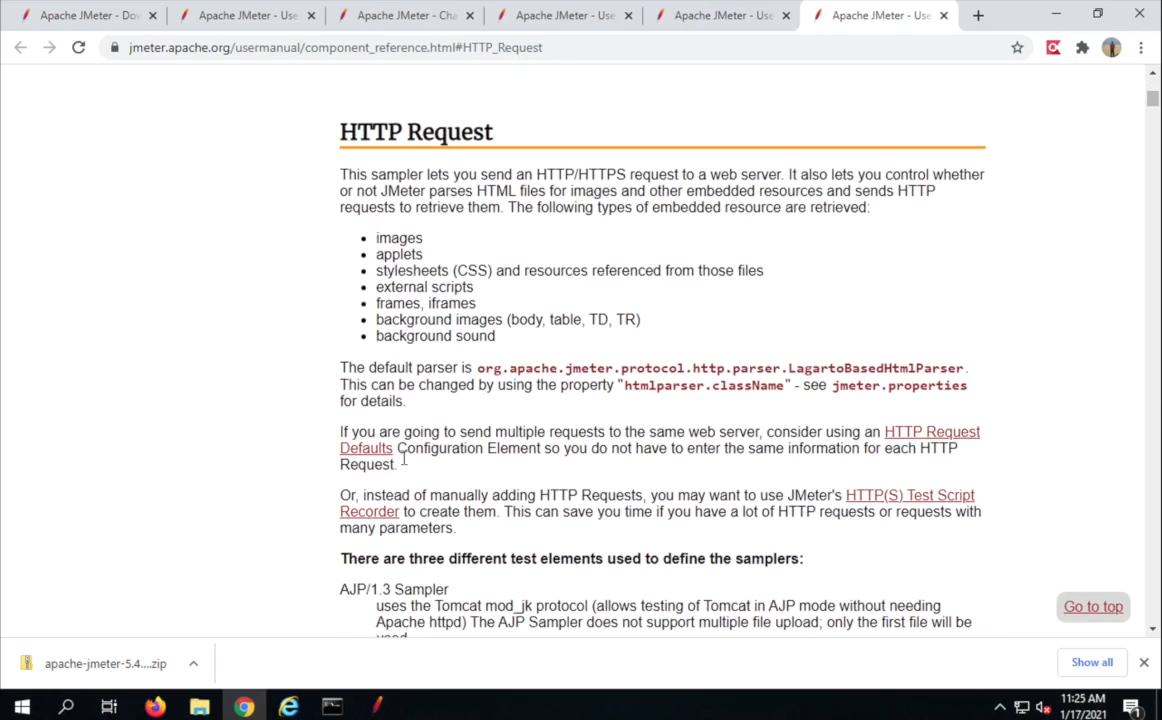 Apache JMeter - Dov
Apache JMeter - Use
Apache JMeter - Cha
Apache JMeter - Use
Apache JMeter - Use
Apache JMeter - Use
jmeter.apache.org/usermanual/component_reference.html#HTTP_Request
HTTP Request
This sampler lets you send an HTTP/HTTPS request to a web server. It also lets you control whether
or not JMeter parses HTML files for images and other embedded resources and sends HTTP
requests to retrieve them. The following types of embedded resource are retrieved:
• images
• applets
• stylesheets (CSS) and resources referenced from those files
• external scripts
• frames, iframes
• background images (body, table, TD, TR)
• background sound
The default parser is org.apache.jmeter.protocol.http.parser.LagartoBasedHtmlParser.
This can be changed by using the property "htmlparser.className" - see jmeter.properties
for details.
If you are going to send multiple requests to the same web server, consider using an HTTP Request
Defaults Configuration Element so you do not have to enter the same information for each HTTP
Request.
Or, instead of manually adding HTTP Requests, you may want to use JMeter's HTTP(S) Test Script
Recorder to create them. This can save you time if you have a lot of HTTP requests or requests with
many parameters.
There are three different test elements used to define the samplers:
AJP/1.3 Sampler
uses the Tomcat mod_jk protocol (allows testing of Tomcat in AJP mode without needing
Apache httpd) The AJP Sampler does not support multiple file upload; only the first file will be
used
Go to top
apache-jmeter-5.4....zip
Show all
11:25 AM
1/17/2021
1